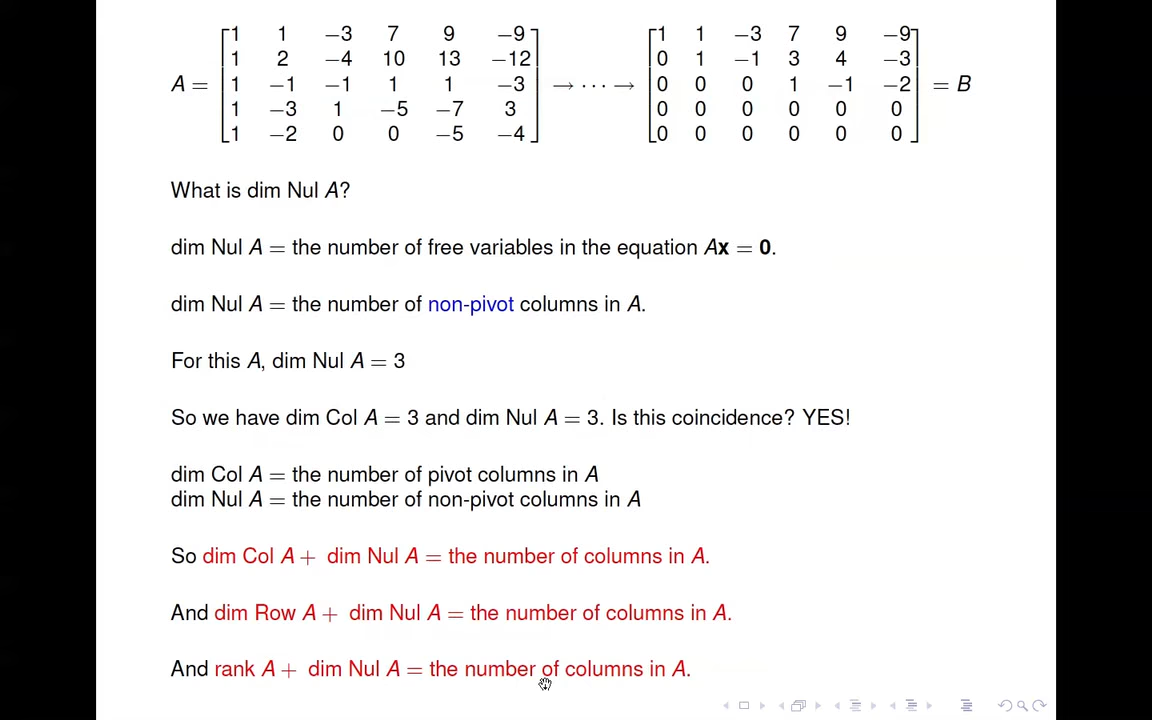 A = [1 1 −3 7 9 −9; 1 2 −4 10 13 −12; 1 −1 −1 1 1 −3; 1 −3 1 −5 −7 3; 1 −2 0 0 −5 −4] → ··· → [1 1 −3 7 9 −9; 0 1 −1 3 4 −3; 0 0 0 1 −1 −2; 0 0 0 0 0 0; 0 0 0 0 0 0] = B
What is dim Nul A?
dim Nul A = the number of free variables in the equation Ax = 0.
dim Nul A = the number of non-pivot columns in A.
For this A, dim Nul A = 3
So we have dim Col A = 3 and dim Nul A = 3. Is this coincidence? YES!
dim Col A = the number of pivot columns in A
dim Nul A = the number of non-pivot columns in A
So dim Col A + dim Nul A = the number of columns in A.
And dim Row A + dim Nul A = the number of columns in A.
And rank A + dim Nul A = the number of columns in A.